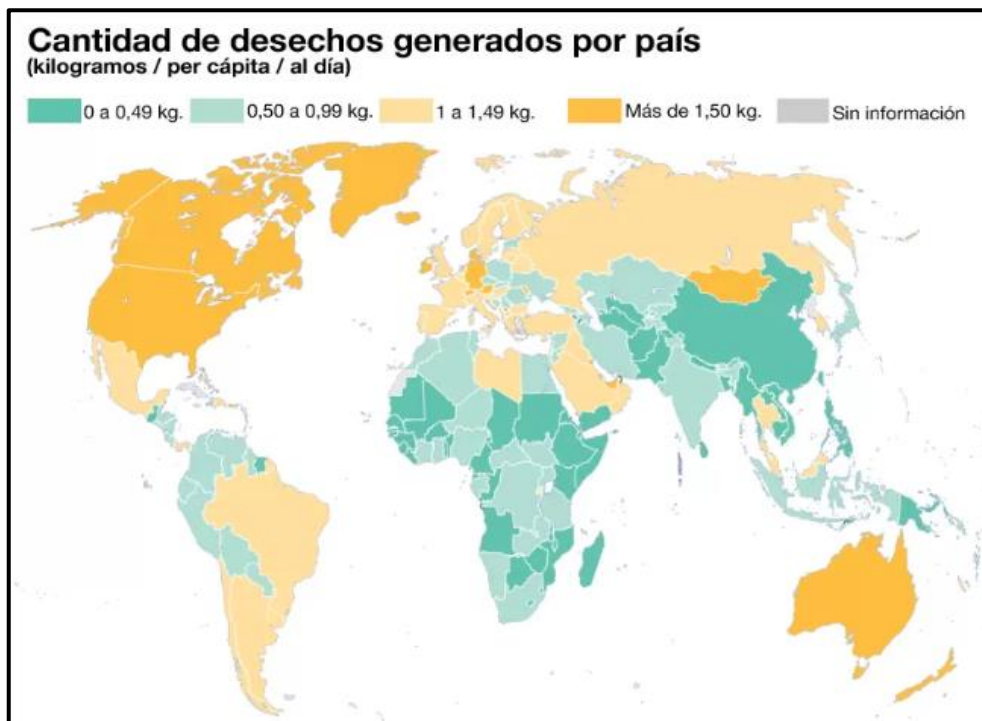 Cantidad de desechos generados por país
(kilogramos / per cápita / al día)
0 a 0,49 kg. 0,50 a 0,99 kg. 1 a 1,49 kg. Más de 1,50 kg. Sin información